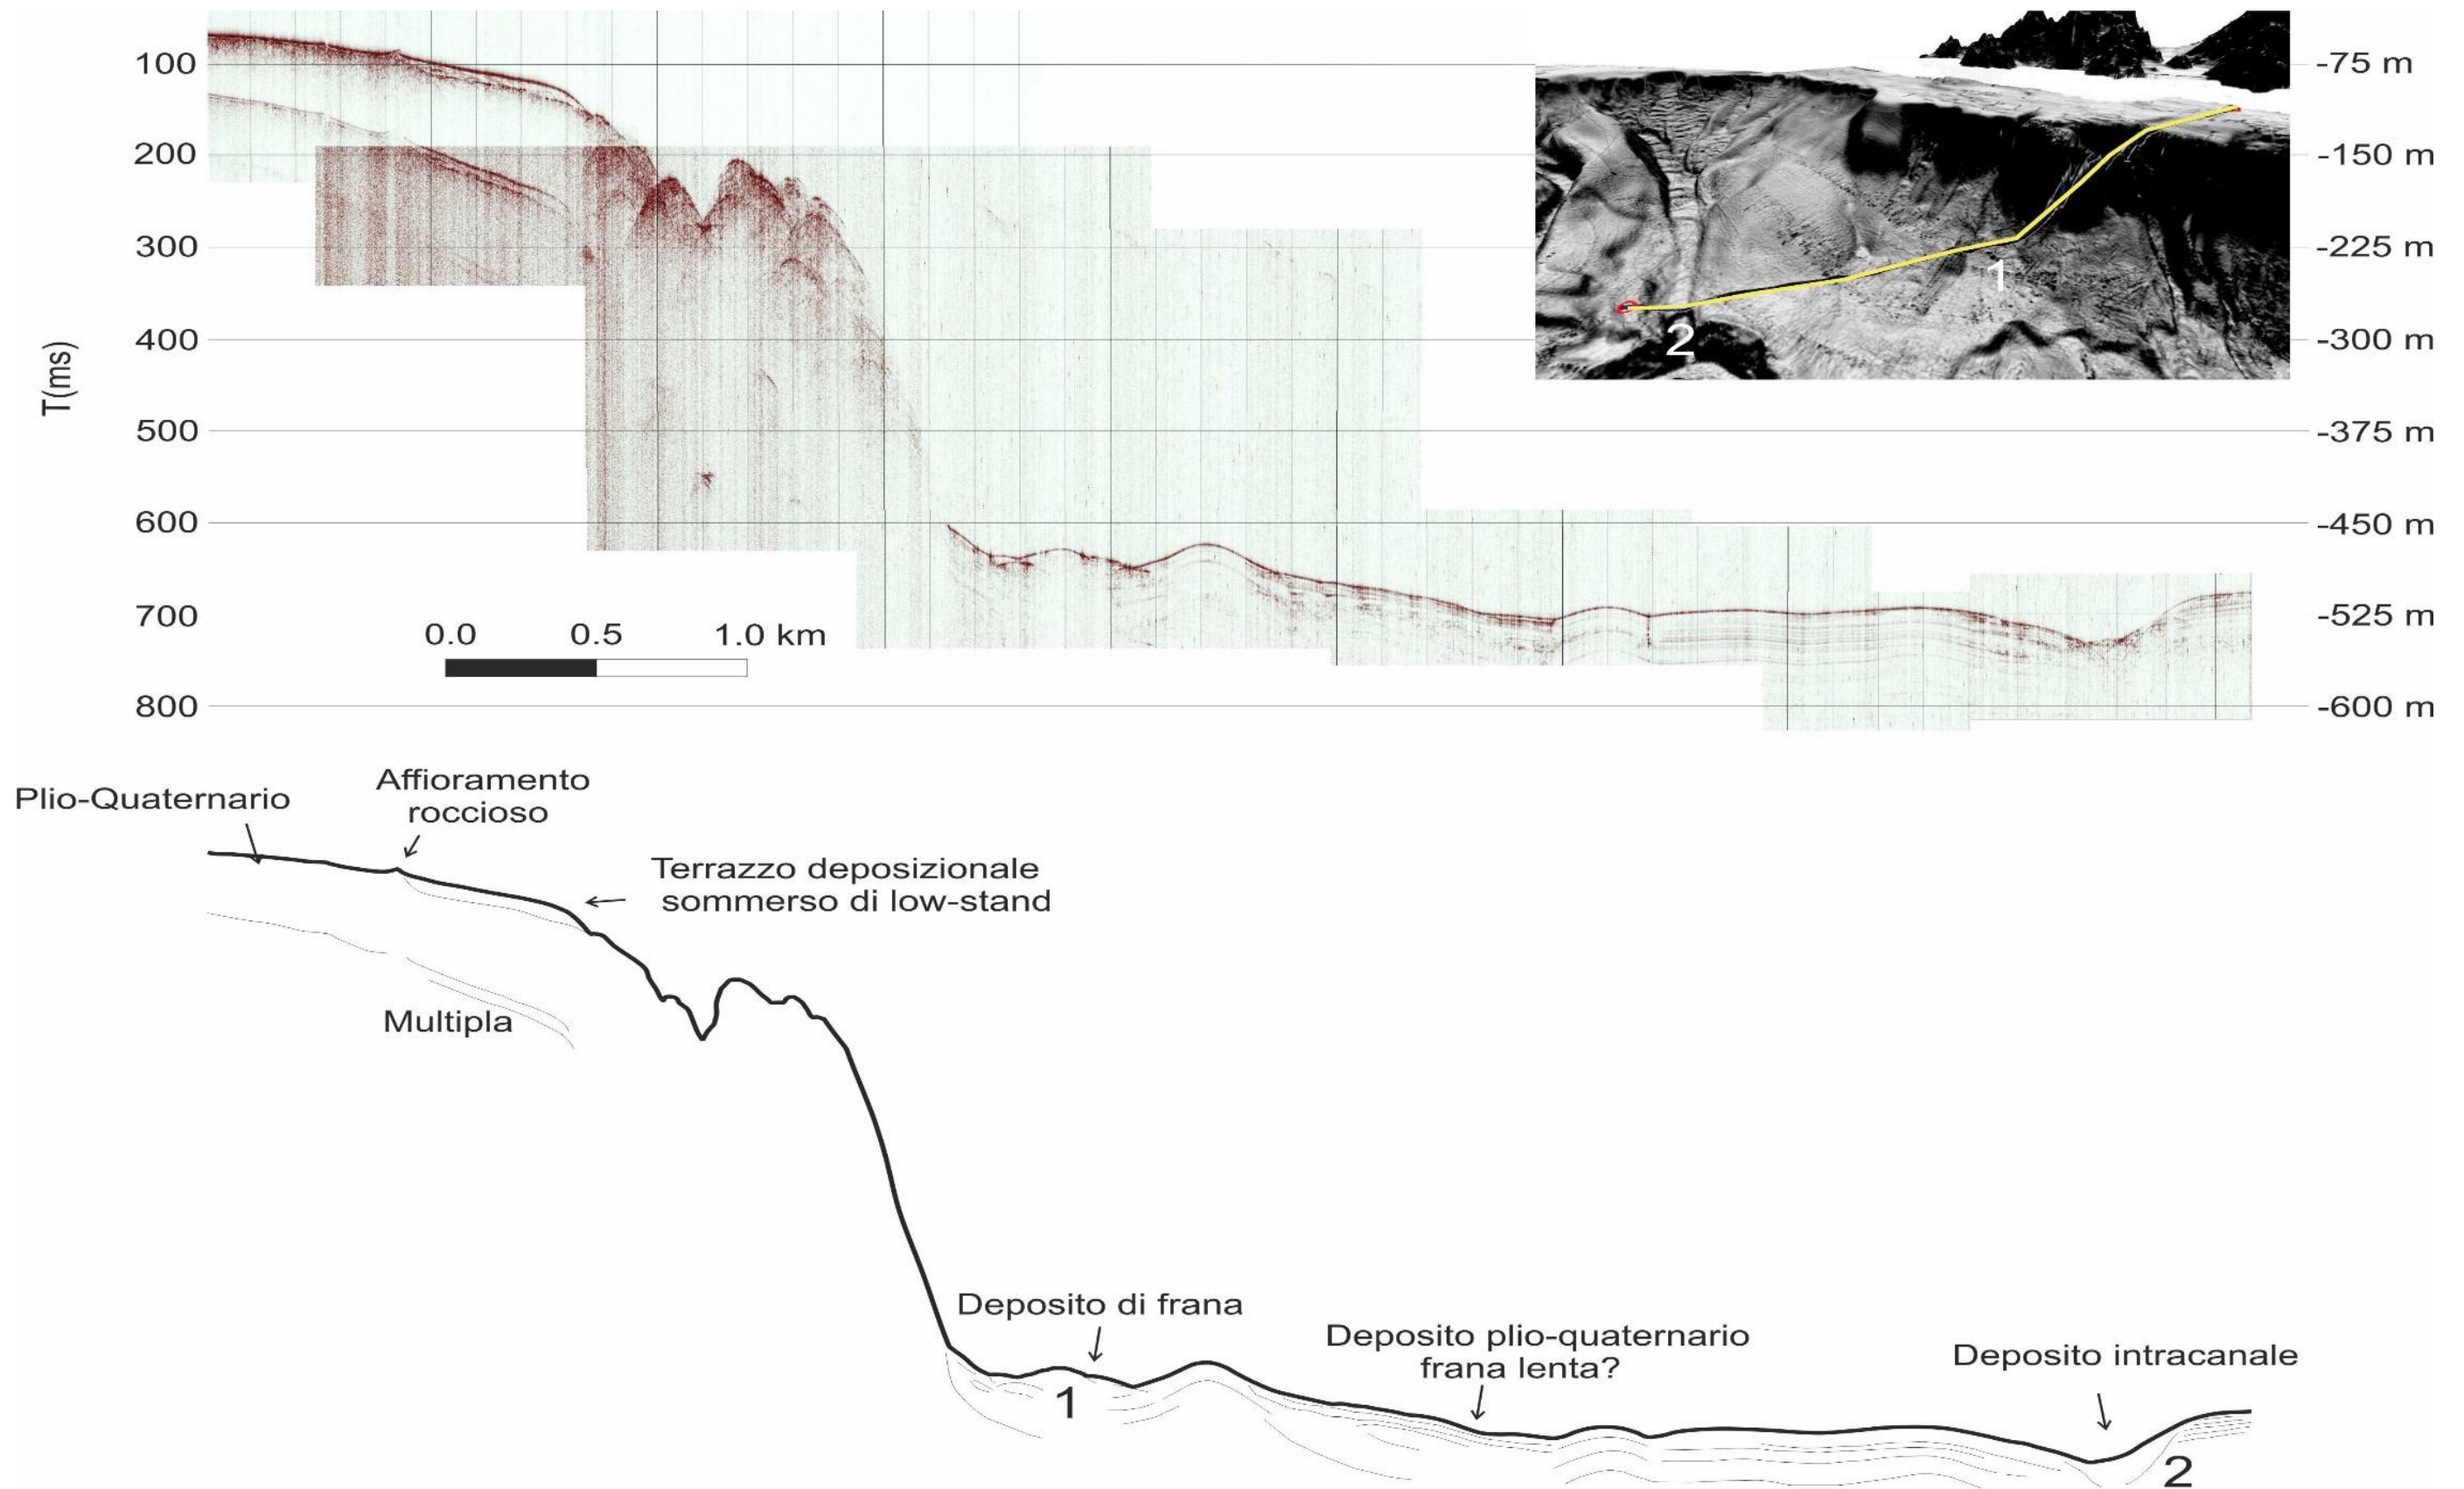 100
200
300
400
500
600
700
800
T(ms)
-75 m
-150 m
-225 m
-300 m
-375 m
-450 m
-525 m
-600 m
1
2
0.0 0.5 1.0 km
Plio-Quaternario
Affioramento
roccioso
Terrazzo deposizionale
sommerso di low-stand
Multipla
Deposito di frana
1
Deposito plio-quaternario
frana lenta?
Deposito intracanale
2